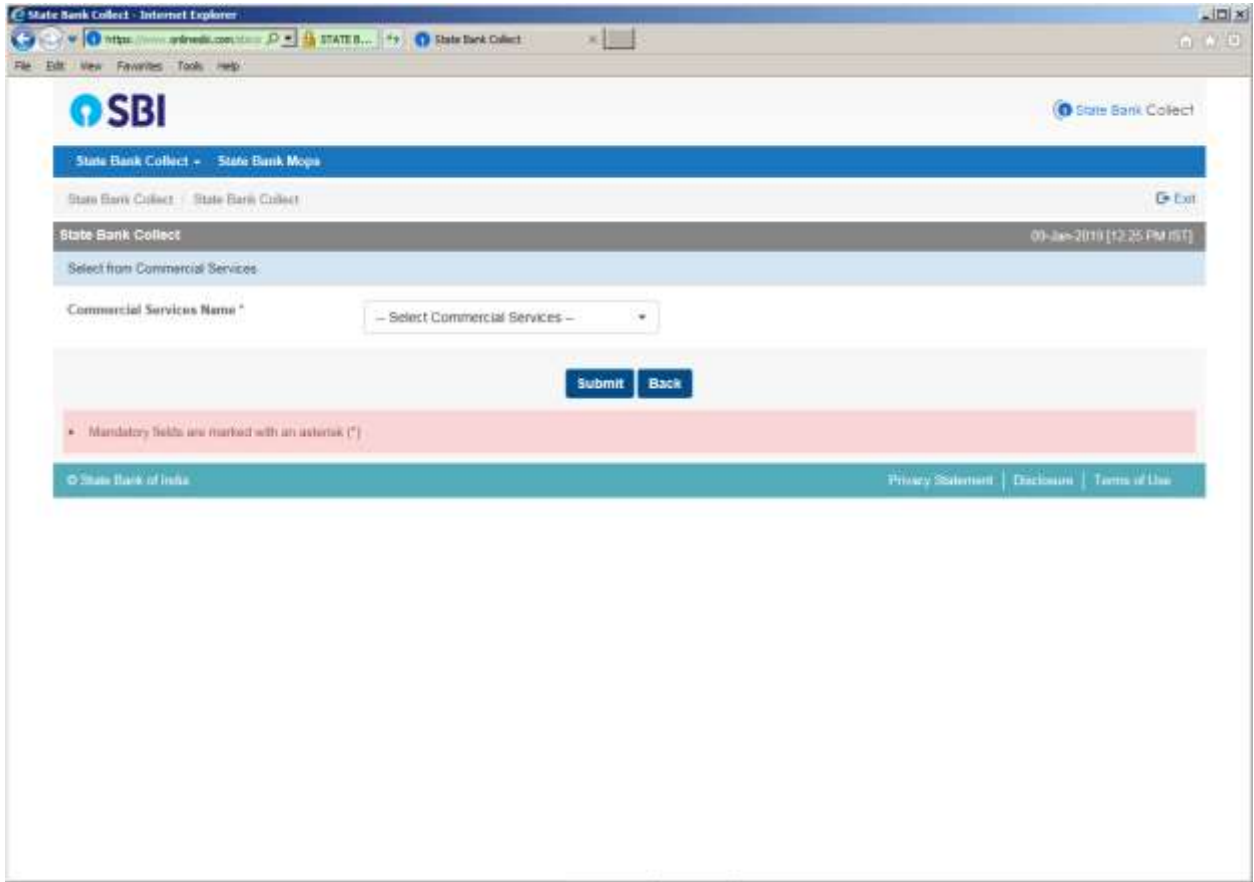 State Bank Collect - Internet Explorer
STATE B... State Bank Collect
File Edit View Favorites Tools Help
SBI
State Bank Collect
State Bank Collect State Bank Mops
State Bank Collect / State Bank Collect Exit
State Bank Collect
-Jan-2019 [12:25 PM IST]
Select from Commercial Services
Commercial Services Name *
-- Select Commercial Services --
Submit Back
Mandatory fields are marked with an asterisk (*)
© State Bank of India
Privacy Statement | Disclosure | Terms of Use